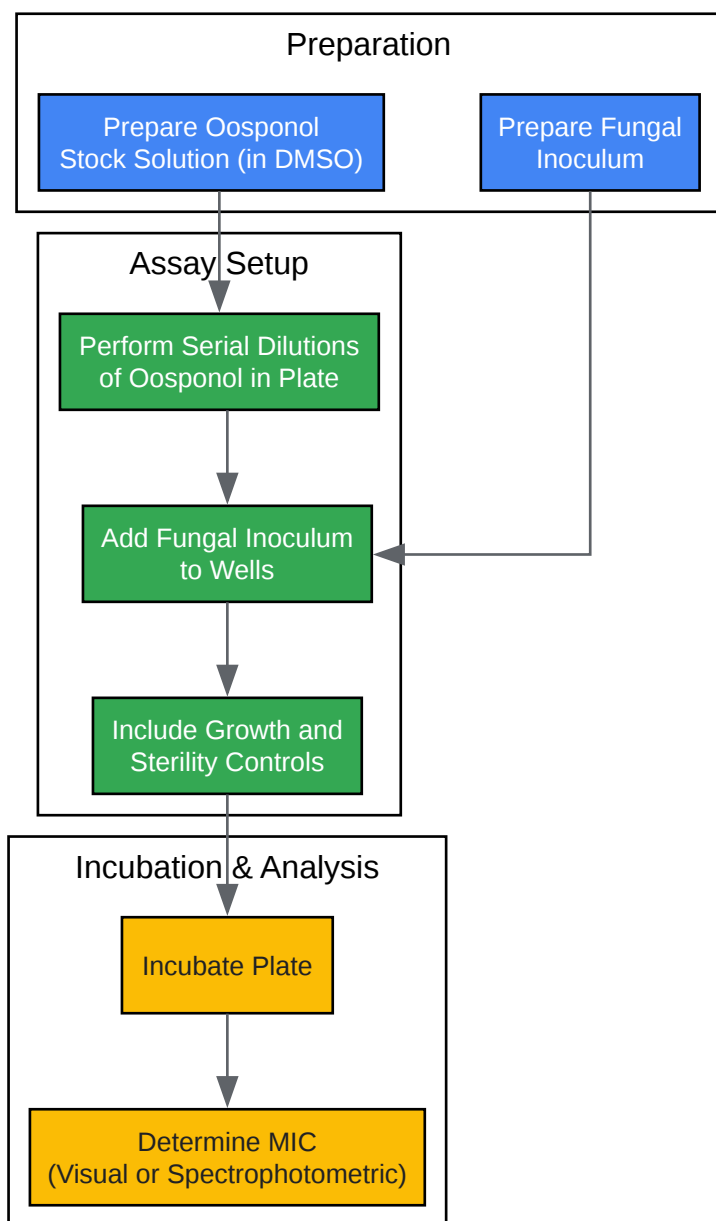 Preparation
Prepare Oosponol
Stock Solution (in DMSO)
Prepare Fungal
Inoculum
Assay Setup
Perform Serial Dilutions
of Oosponol in Plate
Add Fungal Inoculum
to Wells
Include Growth and
Sterility Controls
Incubation & Analysis
Incubate Plate
Determine MIC
(Visual or Spectrophotometric)